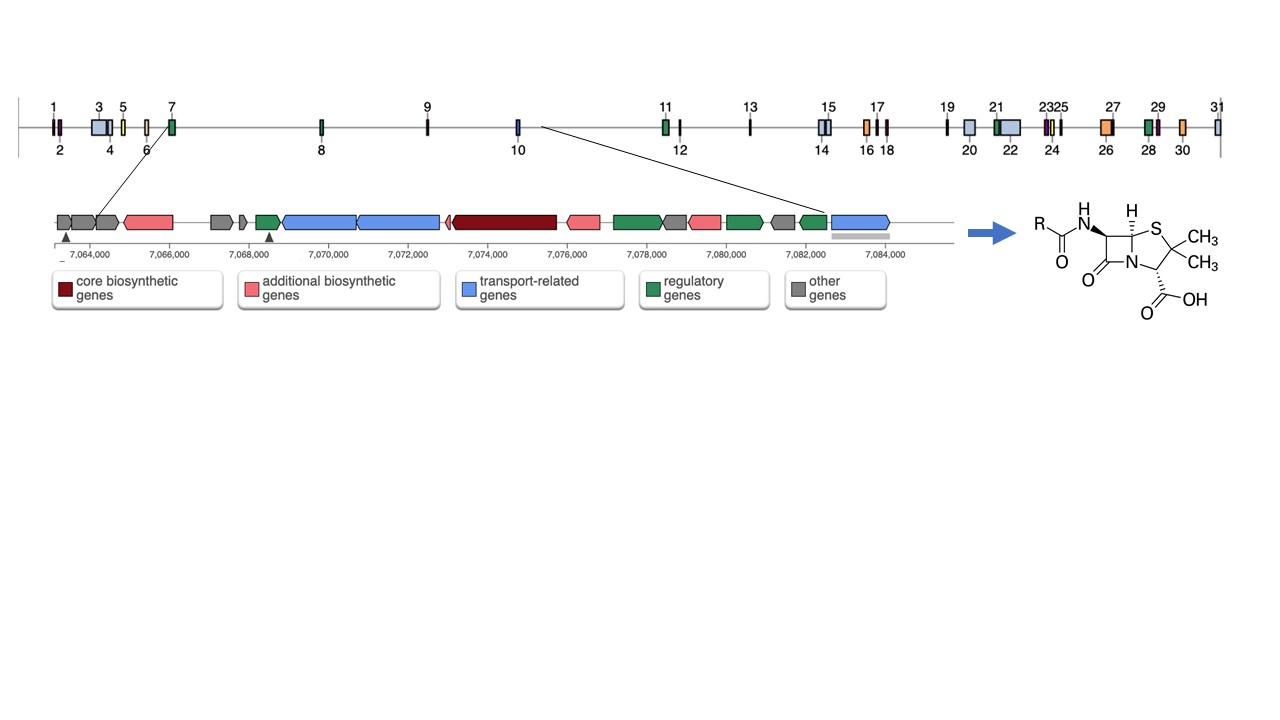 1 3 5 7 9 11 13 15 17 19 21 23 25 27 29 31
2 4 6 8 10 12 14 16 18 20 22 24 26 28 30
7,064,000 7,066,000 7,068,000 7,070,000 7,072,000 7,074,000 7,076,000 7,078,000 7,080,000 7,082,000 7,084,000
core biosynthetic
genes
additional biosynthetic
genes
transport-related
genes
regulatory
genes
other
genes
H H
R N S CH3
O N CH3
O
OH
O